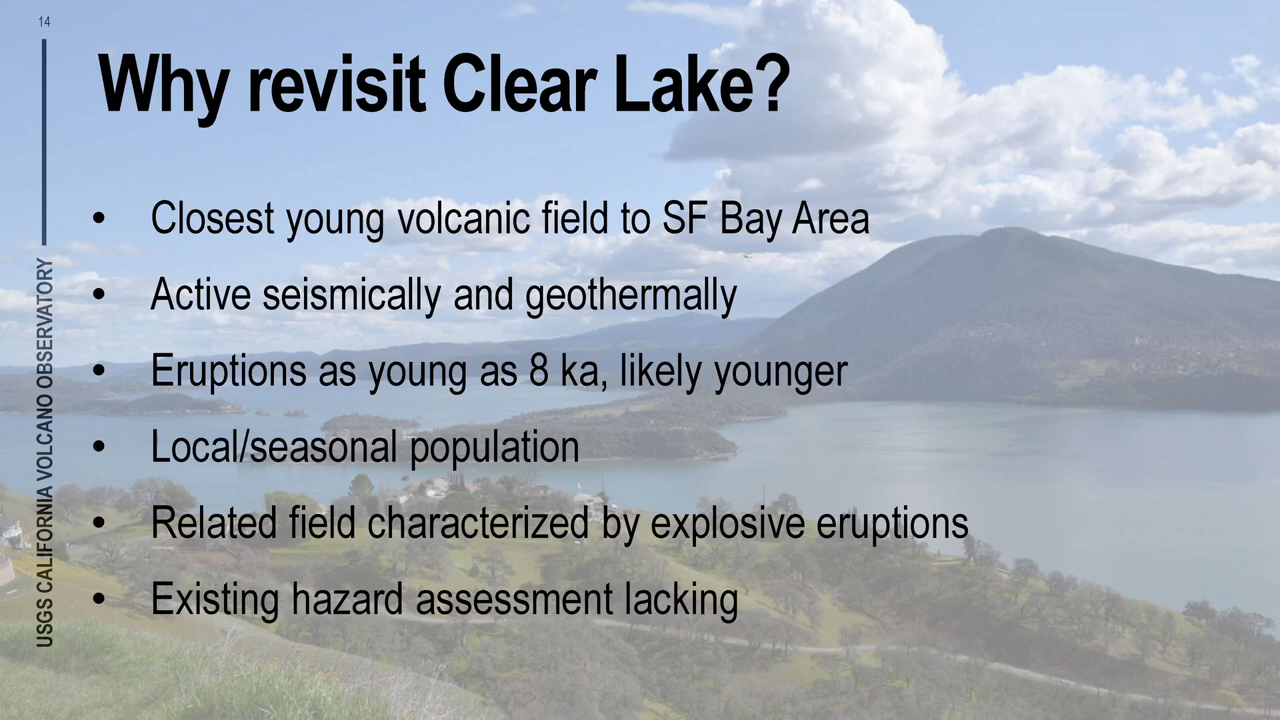 14
Why revisit Clear Lake?
• Closest young volcanic field to SF Bay Area
• Active seismically and geothermally
• Eruptions as young as 8 ka, likely younger
• Local/seasonal population
• Related field characterized by explosive eruptions
• Existing hazard assessment lacking
USGS CALIFORNIA VOLCANO OBSERVATORY